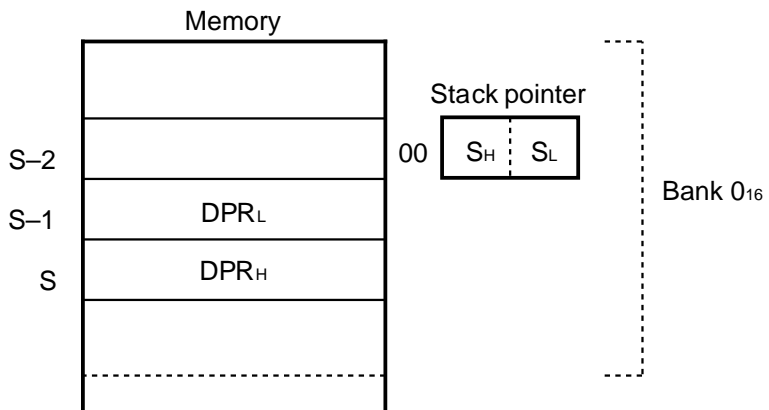 Memory
Stack pointer
S–2
00
SH SL
Bank 016
S–1
DPRL
S
DPRH